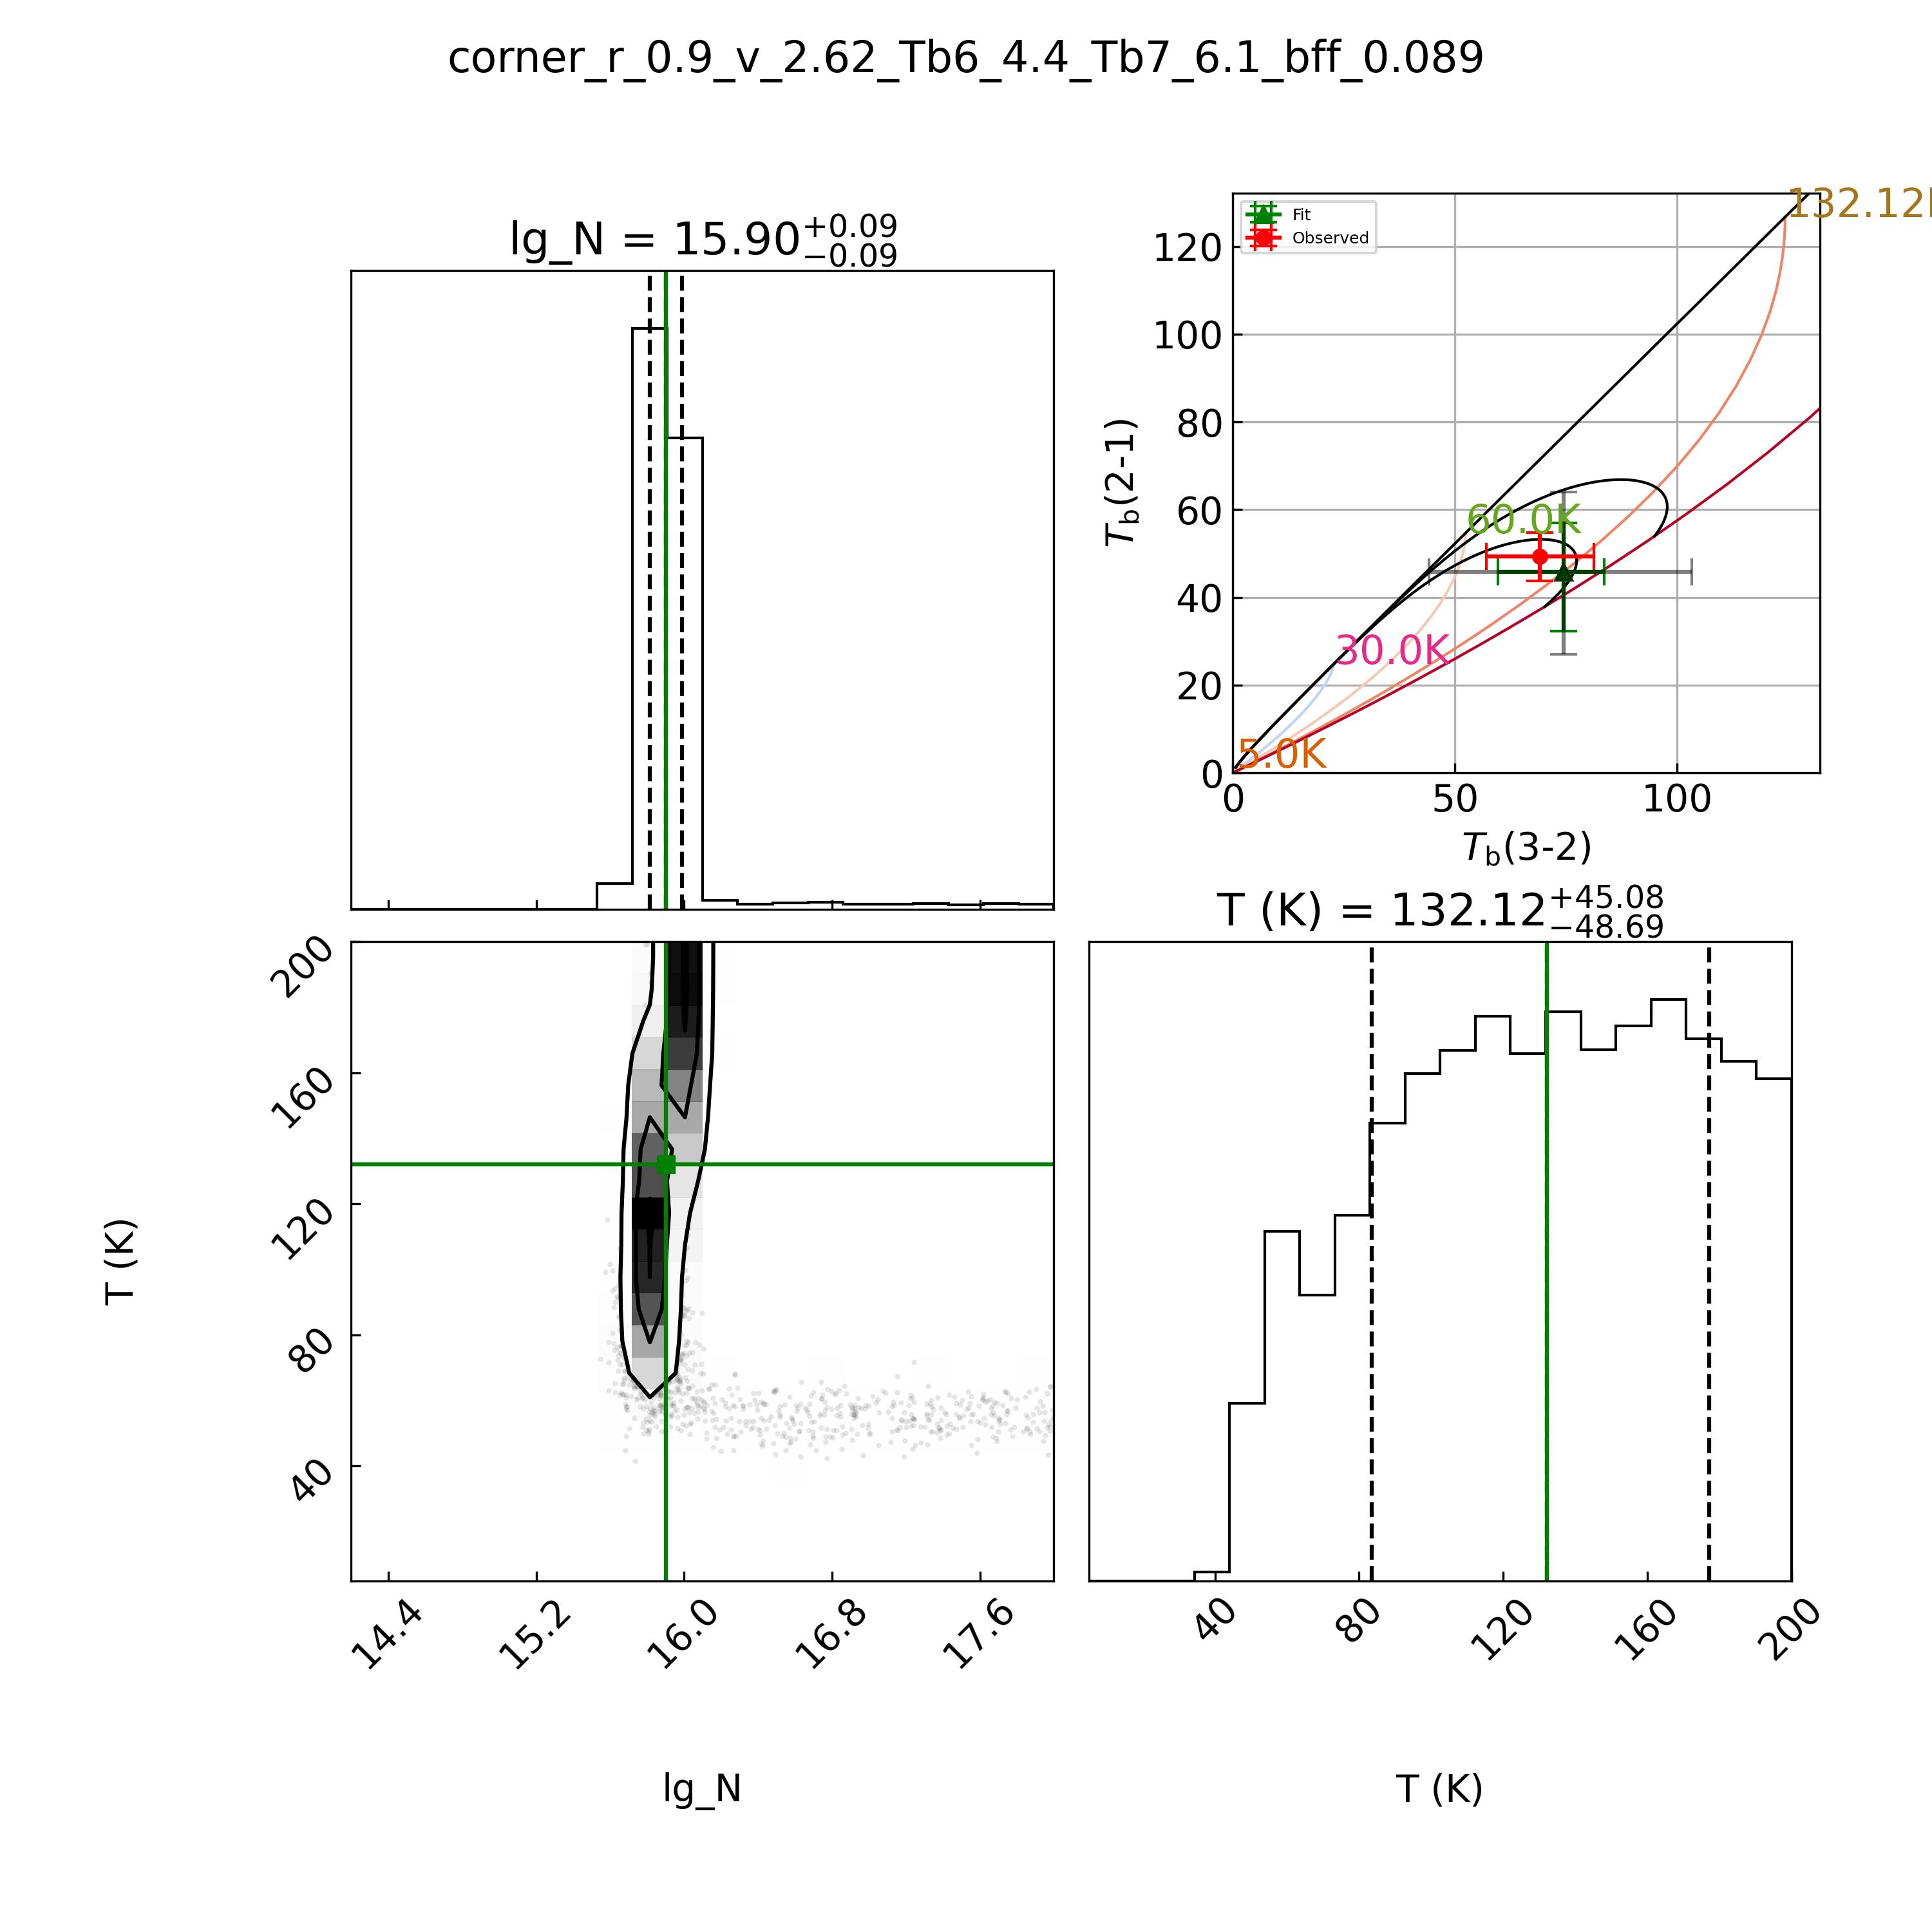 corner_r_0.9_v_2.62_Tb6_4.4_Tb7_6.1_bff_0.089
lg_N = 15.90+0.09−0.09
132.12
Fit
Observed
120
100
80
60
40
20
0
60.0K
30.0K
5.0K
0 50 100
Tb(2-1)
Tb(3-2)
T (K) = 132.12+45.08−48.69
200
160
120
80
40
T (K)
14.4 15.2 16.0 16.8 17.6
40 80 120 160 200
lg_N
T (K)